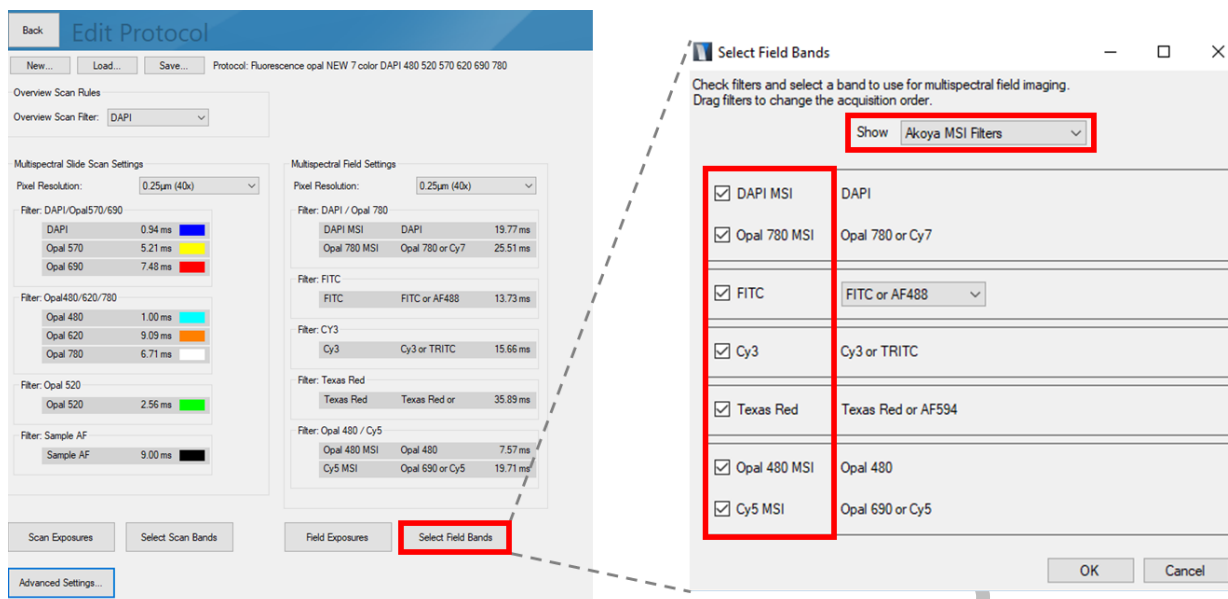 Back
Edit Protocol
New...
Load...
Save...
Protocol: Fluorescence opal NEW 7 color DAPI 480 520 570 620 690 780
Overview Scan Rules
Overview Scan Filter: DAPI
Multispectral Slide Scan Settings
Pixel Resolution: 0.25µm (40x)
Filter: DAPI/Opal570/690
DAPI 0.94 ms
Opal 570 5.21 ms
Opal 690 7.48 ms
Filter: Opal480/620/780
Opal 480 1.00 ms
Opal 620 9.09 ms
Opal 780 6.71 ms
Filter: Opal 520
Opal 520 2.56 ms
Filter: Sample AF
Sample AF 9.00 ms
Scan Exposures
Select Scan Bands
Advanced Settings...
Multispectral Field Settings
Pixel Resolution: 0.25µm (40x)
Filter: DAPI / Opal 780
DAPI MSI DAPI 19.77 ms
Opal 780 MSI Opal 780 or Cy7 25.51 ms
Filter: FITC
FITC FITC or AF488 13.73 ms
Filter: CY3
Cy3 Cy3 or TRITC 15.66 ms
Filter: Texas Red
Texas Red Texas Red or 35.89 ms
Filter: Opal 480 / Cy5
Opal 480 MSI Opal 480 7.57 ms
Cy5 MSI Opal 690 or Cy5 19.71 ms
Field Exposures
Select Field Bands
Select Field Bands
Check filters and select a band to use for multispectral field imaging.
Drag filters to change the acquisition order.
Show Akoya MSI Filters
DAPI MSI DAPI
Opal 780 MSI Opal 780 or Cy7
FITC FITC or AF488
Cy3 Cy3 or TRITC
Texas Red Texas Red or AF594
Opal 480 MSI Opal 480
Cy5 MSI Opal 690 or Cy5
OK
Cancel